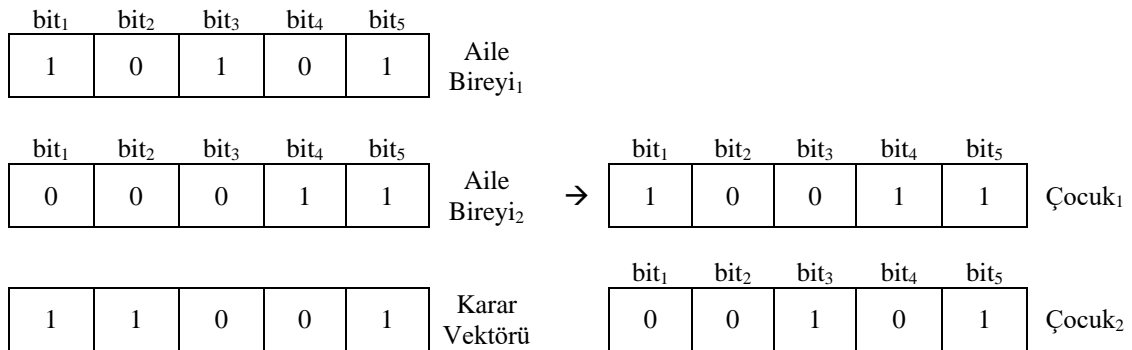 bit₁ bit₂ bit₃ bit₄ bit₅
1 0 1 0 1 Aile Bireyi₁
bit₁ bit₂ bit₃ bit₄ bit₅
0 0 0 1 1 Aile Bireyi₂
→
bit₁ bit₂ bit₃ bit₄ bit₅
1 0 0 1 1 Çocuk₁
1 1 0 0 1 Karar Vektörü
bit₁ bit₂ bit₃ bit₄ bit₅
0 0 1 0 1 Çocuk₂